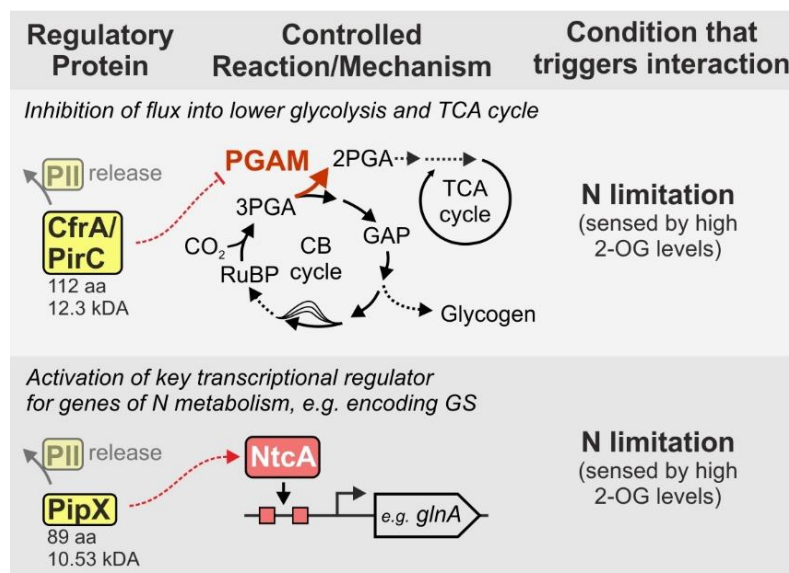 Regulatory
Protein
Controlled
Reaction/Mechanism
Condition that
triggers interaction
Inhibition of flux into lower glycolysis and TCA cycle
PII release
CfrA/
PirC
112 aa
12.3 kDA
PGAM
2PGA
3PGA
TCA
cycle
GAP
CO2
CB
cycle
RuBP
Glycogen
N limitation
(sensed by high
2-OG levels)
Activation of key transcriptional regulator
for genes of N metabolism, e.g. encoding GS
PII release
PipX
89 aa
10.53 kDA
NtcA
e.g. glnA
N limitation
(sensed by high
2-OG levels)